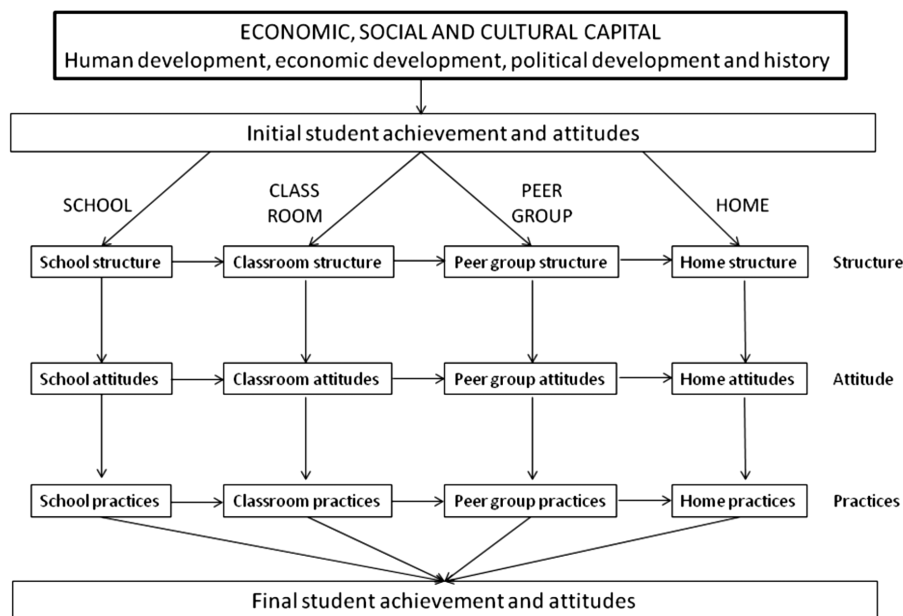 ECONOMIC, SOCIAL AND CULTURAL CAPITAL
Human development, economic development, political development and history
Initial student achievement and attitudes
SCHOOL
CLASS
ROOM
PEER
GROUP
HOME
School structure
Classroom structure
Peer group structure
Home structure
Structure
School attitudes
Classroom attitudes
Peer group attitudes
Home attitudes
Attitude
School practices
Classroom practices
Peer group practices
Home practices
Practices
Final student achievement and attitudes